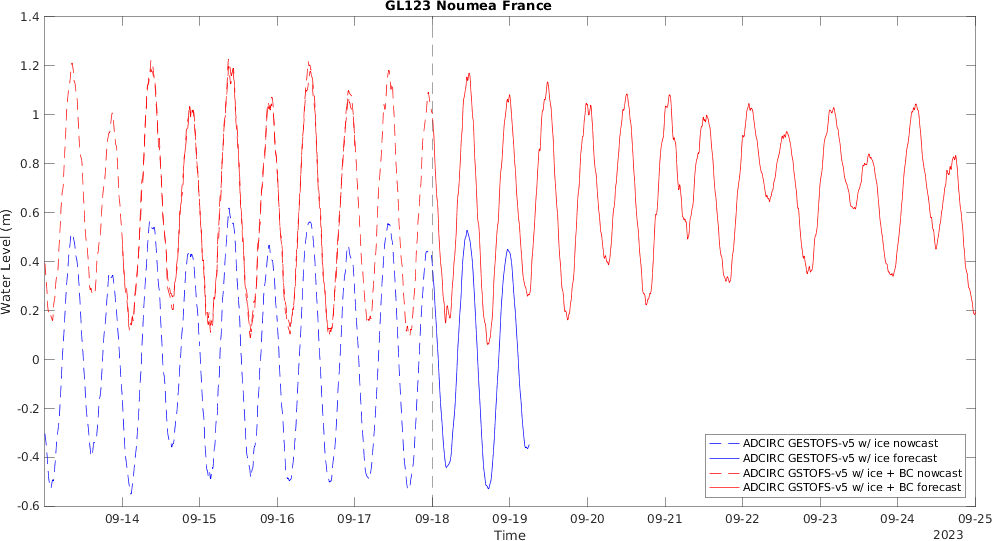 GL123 Noumea France
1.4
1.2
1
0.8
0.6
0.4
0.2
0
-0.2
-0.4
-0.6
Water Level (m)
ADCIRC GESTOFS-v5 w/ ice nowcast
ADCIRC GESTOFS-v5 w/ ice forecast
ADCIRC GSTOFS-v5 w/ ice + BC nowcast
ADCIRC GSTOFS-v5 w/ ice + BC forecast
09-14 09-15 09-16 09-17 09-18 09-19 09-20 09-21 09-22 09-23 09-24 09-25
Time
2023